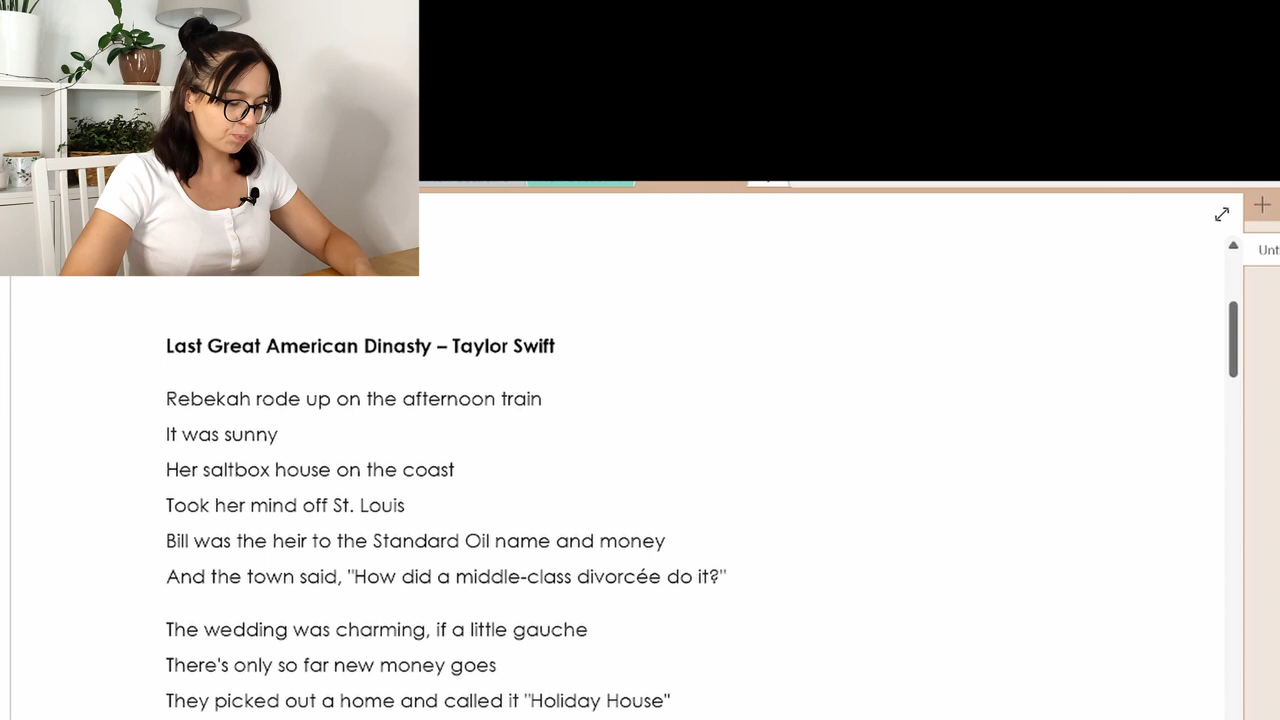 Unt
Last Great American Dinasty – Taylor Swift
Rebekah rode up on the afternoon train
It was sunny
Her saltbox house on the coast
Took her mind off St. Louis
Bill was the heir to the Standard Oil name and money
And the town said, "How did a middle-class divorcée do it?"
The wedding was charming, if a little gauche
There's only so far new money goes
They picked out a home and called it "Holiday House"